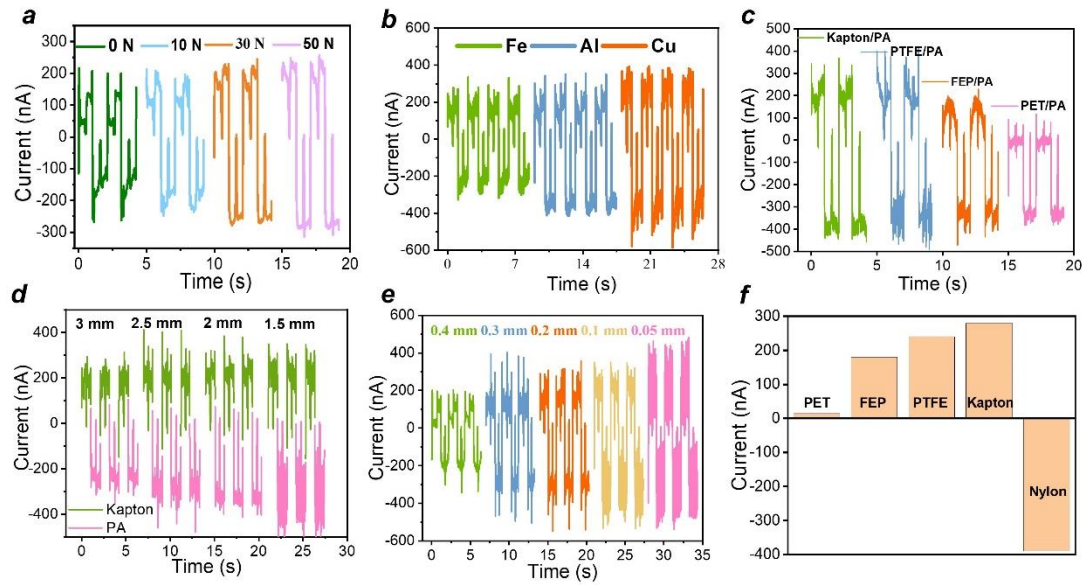 a
0 N 10 N 30 N 50 N
300
250
200
150
100
50
0
-50
-100
-150
-200
-250
-300
Current (nA)
0 5 10 15 20
Time (s)
b
Fe Al Cu
600
400
200
0
-200
-400
-600
Current (nA)
0 7 14 21 28
Time (s)
c
Kapton/PA
PTFE/PA
FEP/PA
PET/PA
500
400
300
200
100
0
-100
-200
-300
-400
-500
Current (nA)
0 5 10 15 20
Time (s)
d
3 mm 2.5 mm 2 mm 1.5 mm
400
200
0
-200
-400
Current (nA)
Kapton
PA
0 5 10 15 20 25 30
Time (s)
e
0.4 mm 0.3 mm 0.2 mm 0.1 mm 0.05 mm
600
400
200
0
-200
-400
-600
Current (nA)
0 5 10 15 20 25 30 35
Time (s)
f
300
200
100
0
-100
-200
-300
-400
Current (nA)
PET FEP PTFE Kapton
Nylon